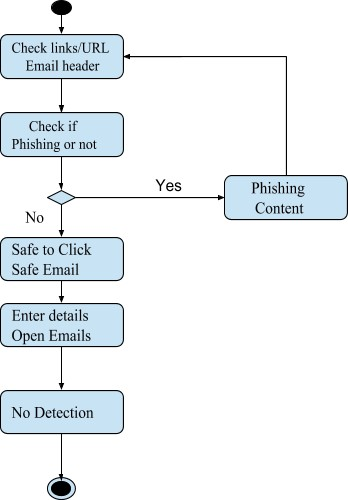 Check links/URL
Email header
Check if
Phishing or not
Yes
Phishing
Content
No
Safe to Click
Safe Email
Enter details
Open Emails
No Detection